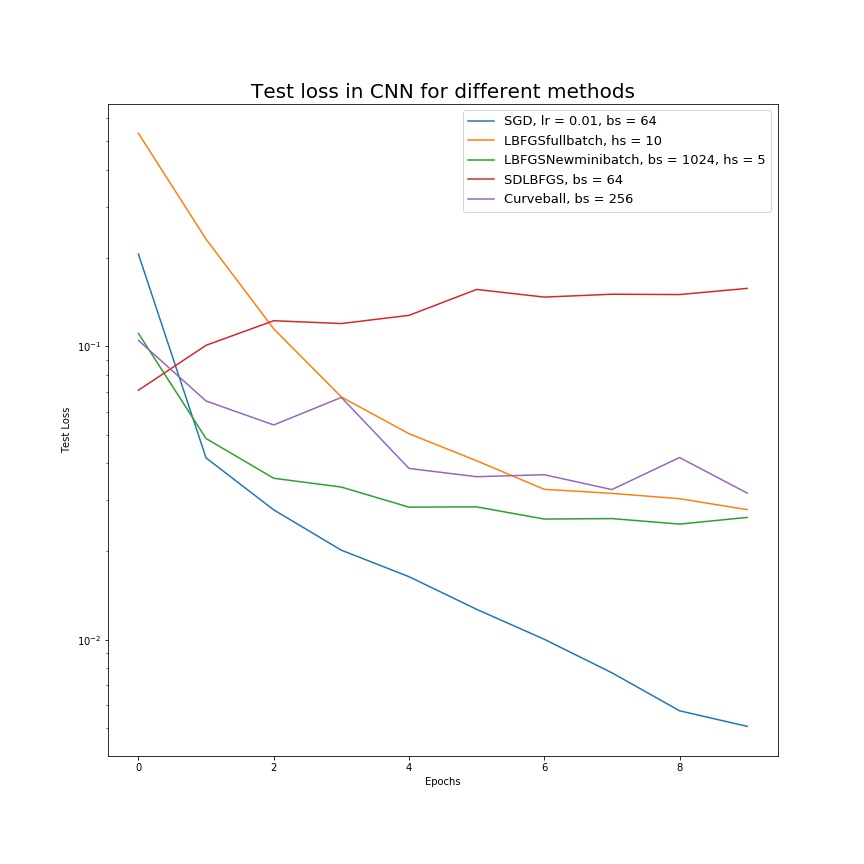 Test loss in CNN for different methods
SGD, lr = 0.01, bs = 64
LBFGSfullbatch, hs = 10
LBFGSNewminibatch, bs = 1024, hs = 5
SDLBFGS, bs = 64
Curveball, bs = 256
Test Loss
10⁻¹
10⁻²
0 2 4 6 8
Epochs